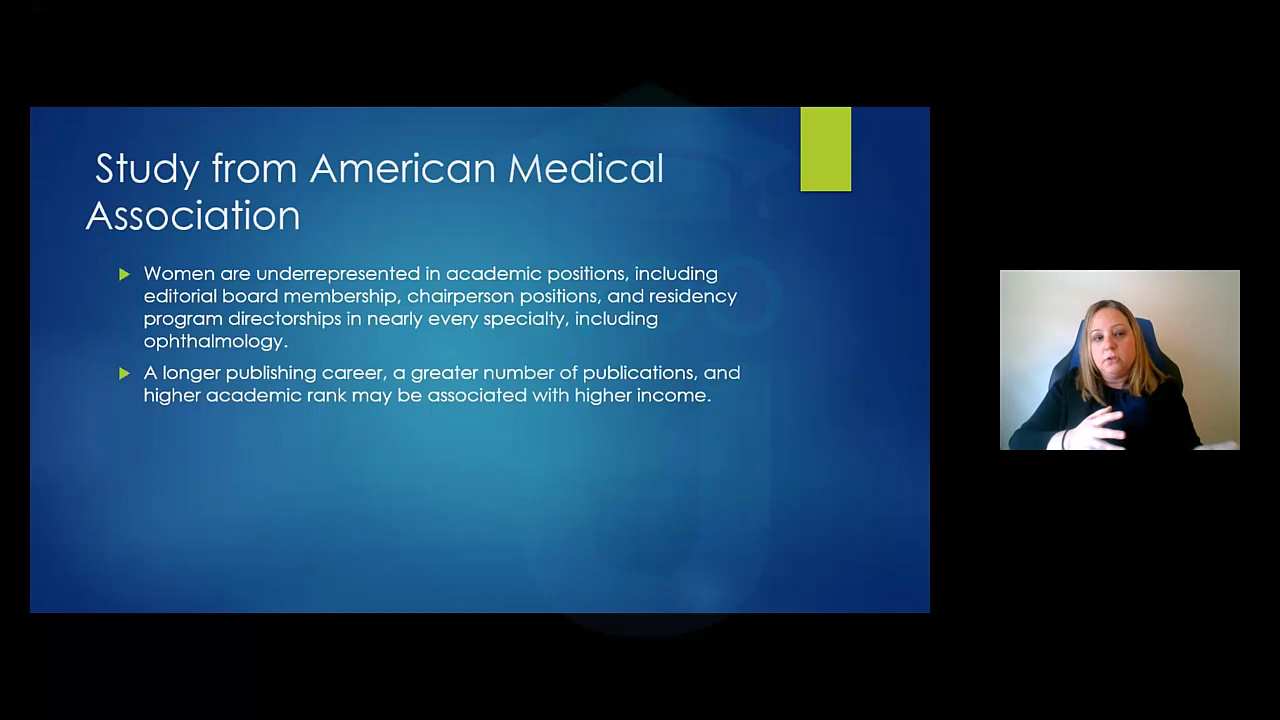 Study from American Medical
Association
Women are underrepresented in academic positions, including
editorial board membership, chairperson positions, and residency
program directorships in nearly every specialty, including
ophthalmology.
A longer publishing career, a greater number of publications, and
higher academic rank may be associated with higher income.